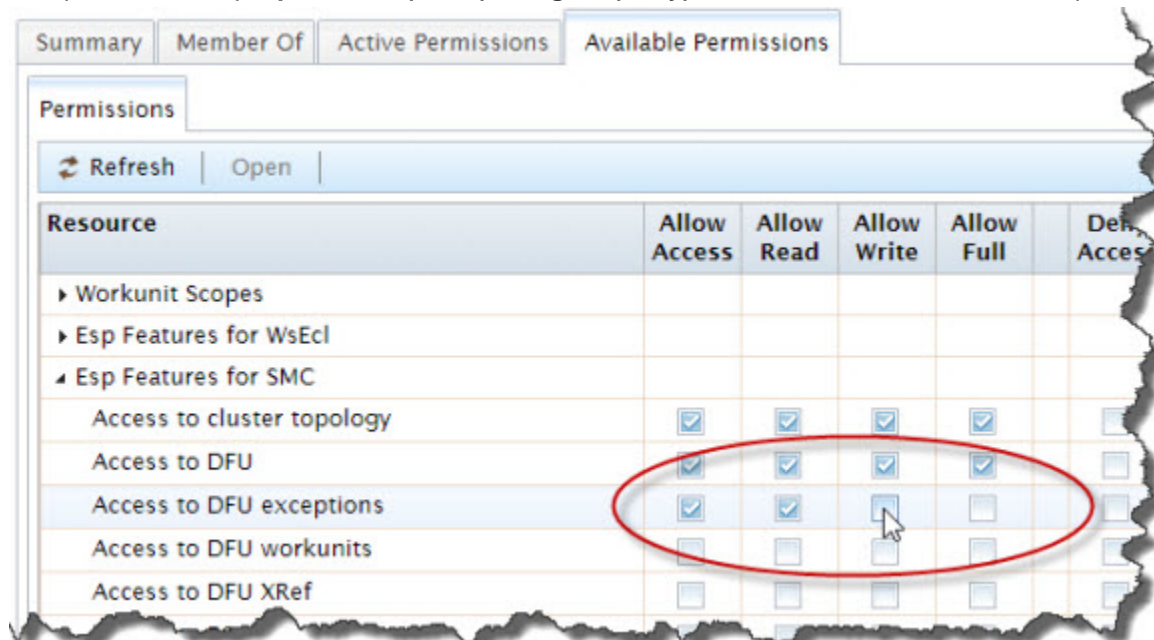 Summary Member Of Active Permissions Available Permissions
Permissions
Refresh Open
Resource Allow Access Allow Read Allow Write Allow Full
Workunit Scopes
Esp Features for WsEcl
Esp Features for SMC
Access to cluster topology
Access to DFU
Access to DFU exceptions
Access to DFU workunits
Access to DFU XRef